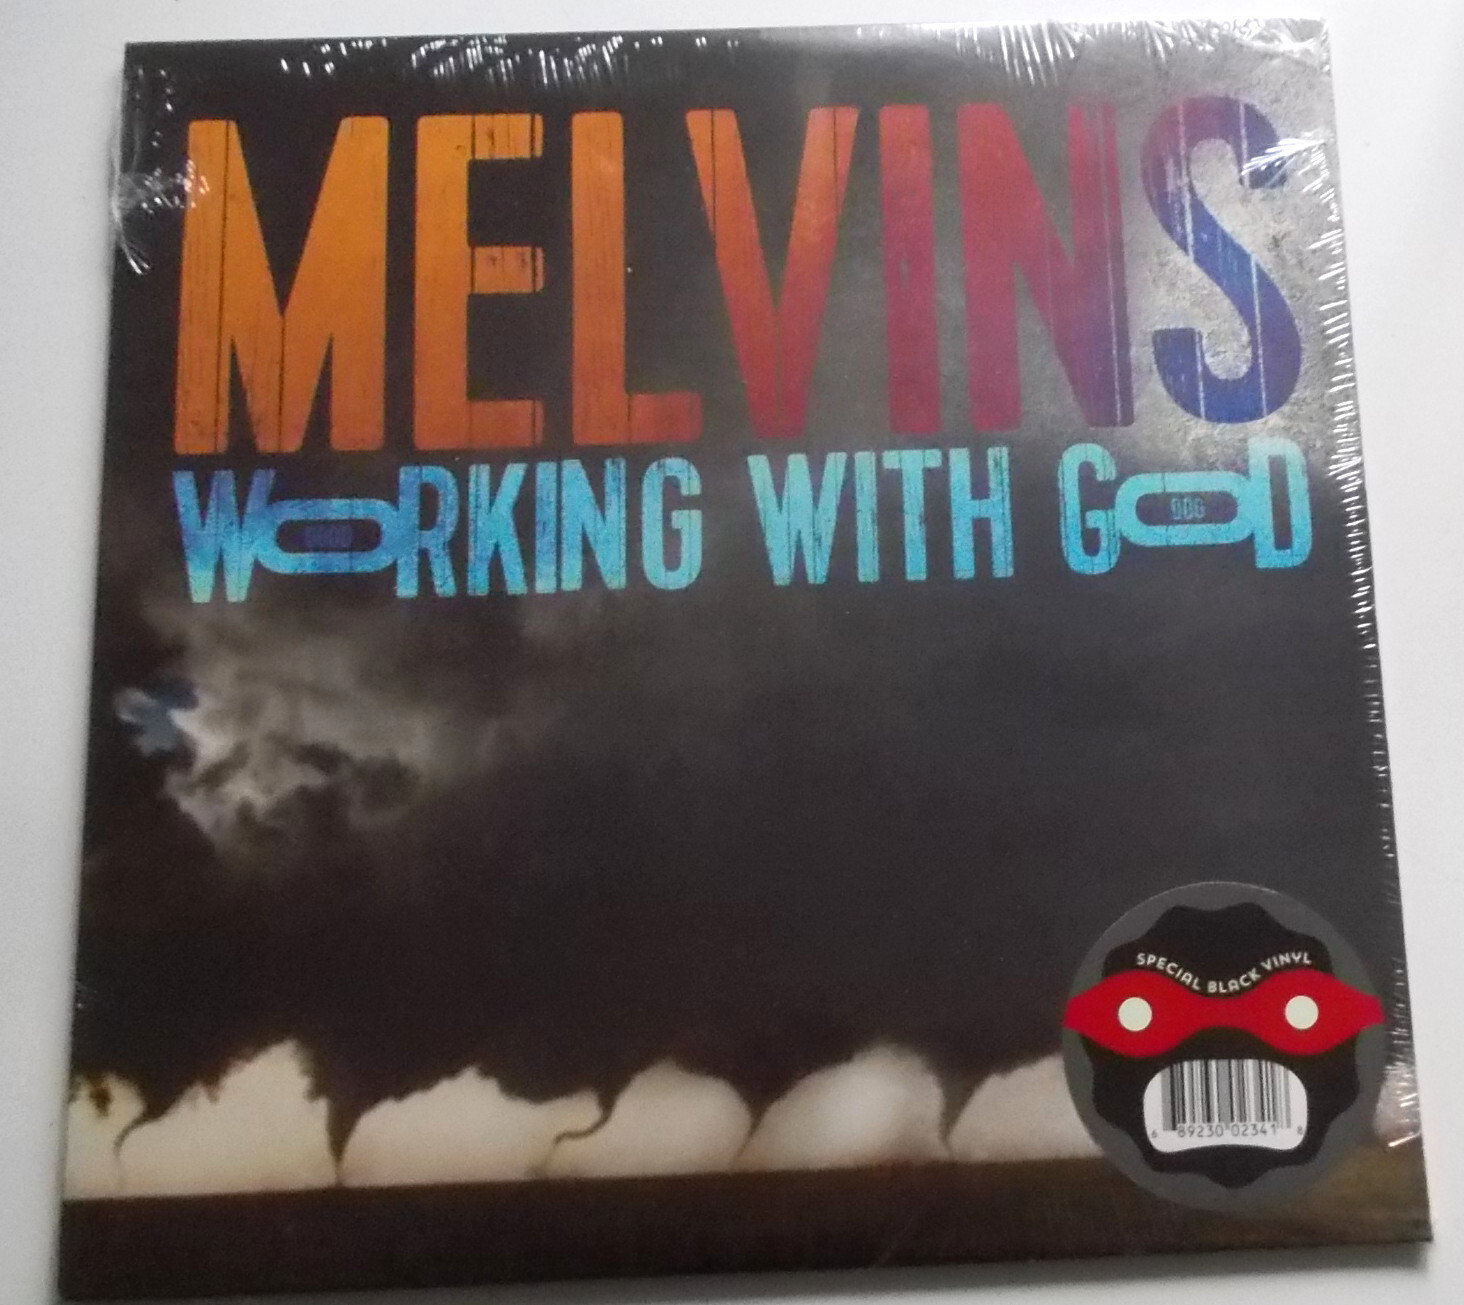 MELVINS
WORKING WITH GOD
SPECIAL BLACK VINYL
6 89230 02341 8